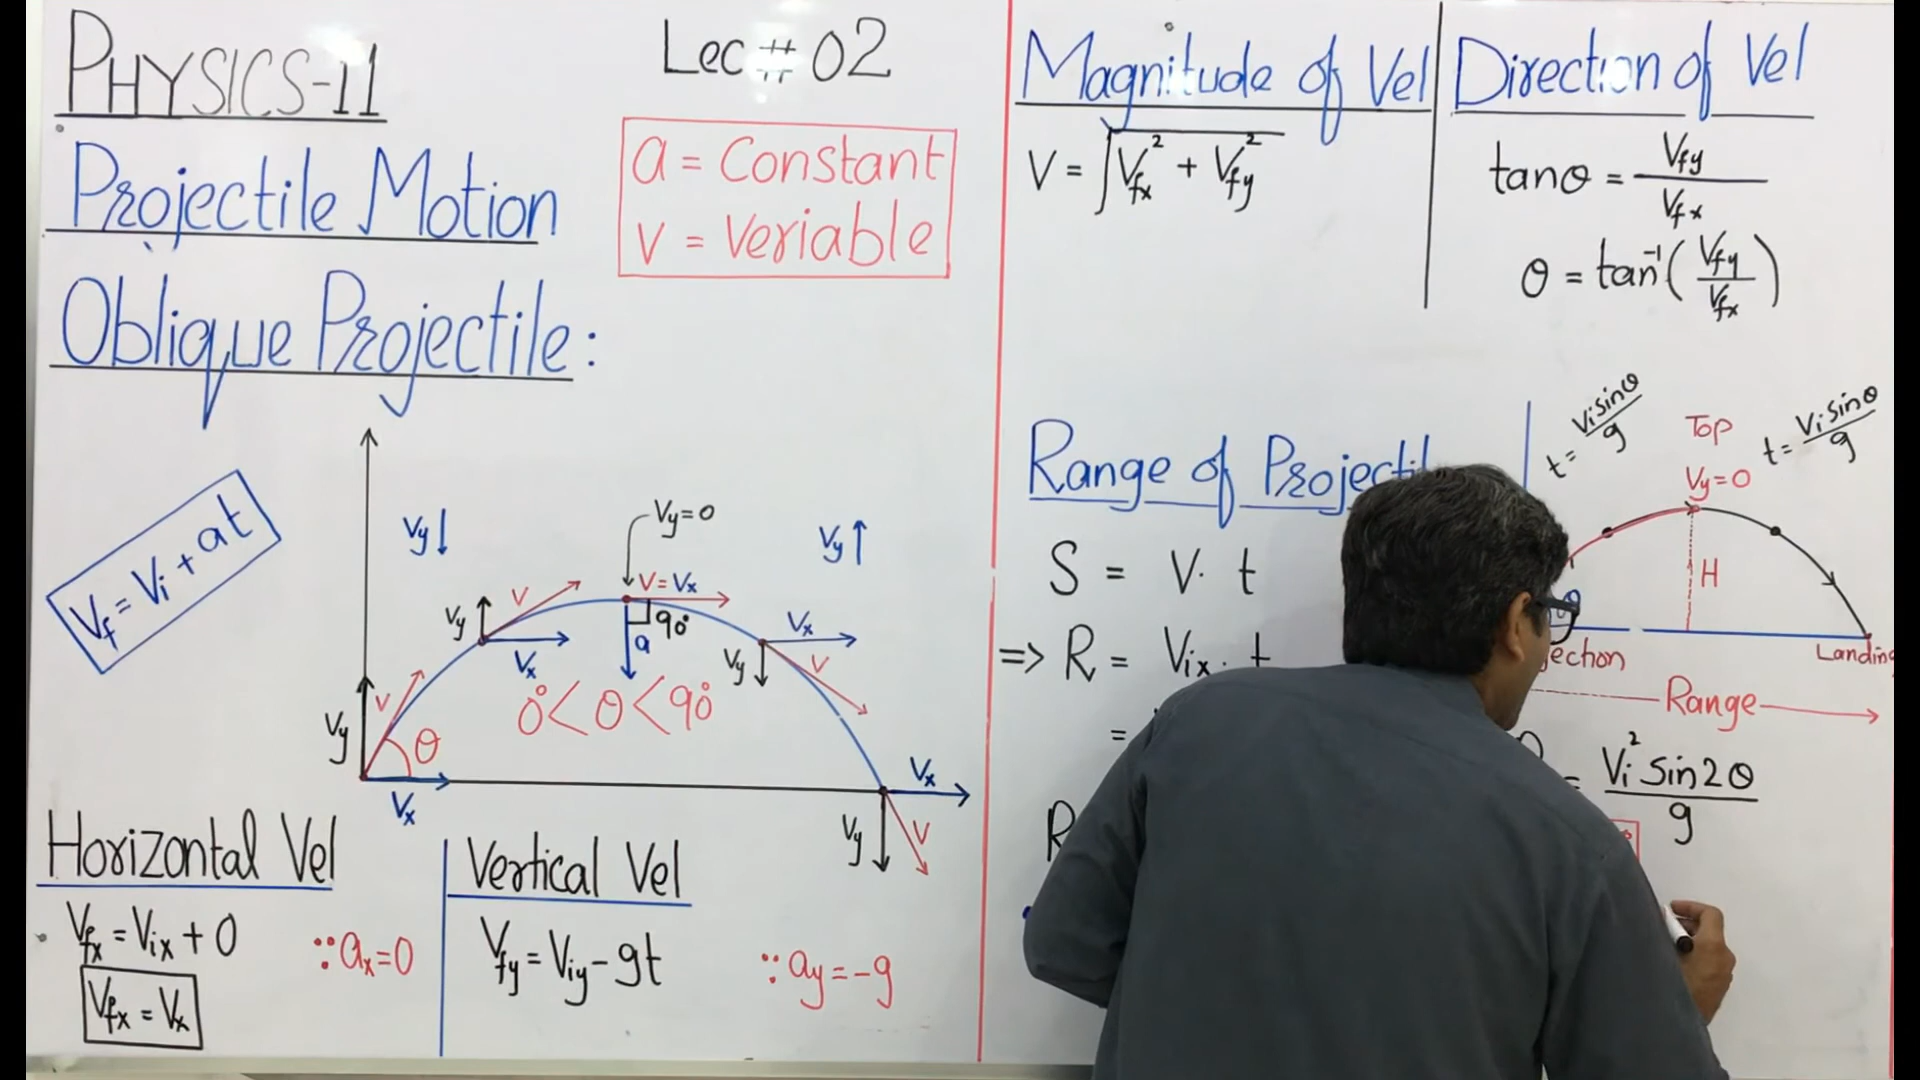 PHYSICS-11
Lec # 02
Projectile Motion
a = Constant
v = Veriable
Oblique Projectile:
Vf = Vi + at
Vy↓
Vy=0
Vy↑
V
V=Vx
Vy
Vx
90°
a
Vx
Vy
V
0° < θ < 90°
V
Vy
θ
Vx
Vx
Vy
V
Horizontal Vel
Vfx = Vix + 0
∵ ax=0
Vfx = Vx
Vertical Vel
Vfy = Viy - gt
∵ ay = -g
Magnitude of Vel
V = √Vfx² + Vfy²
Direction of Vel
tanθ = Vfy / Vfx
θ = tan⁻¹ (Vfy / Vfx)
Range of
S = V. t
=> R = Vix. t
=
R
t = Vi sinθ / g
Top
Vy=0
t = Vi sinθ / g
H
θ
Range
= Vi² Sin2θ / g